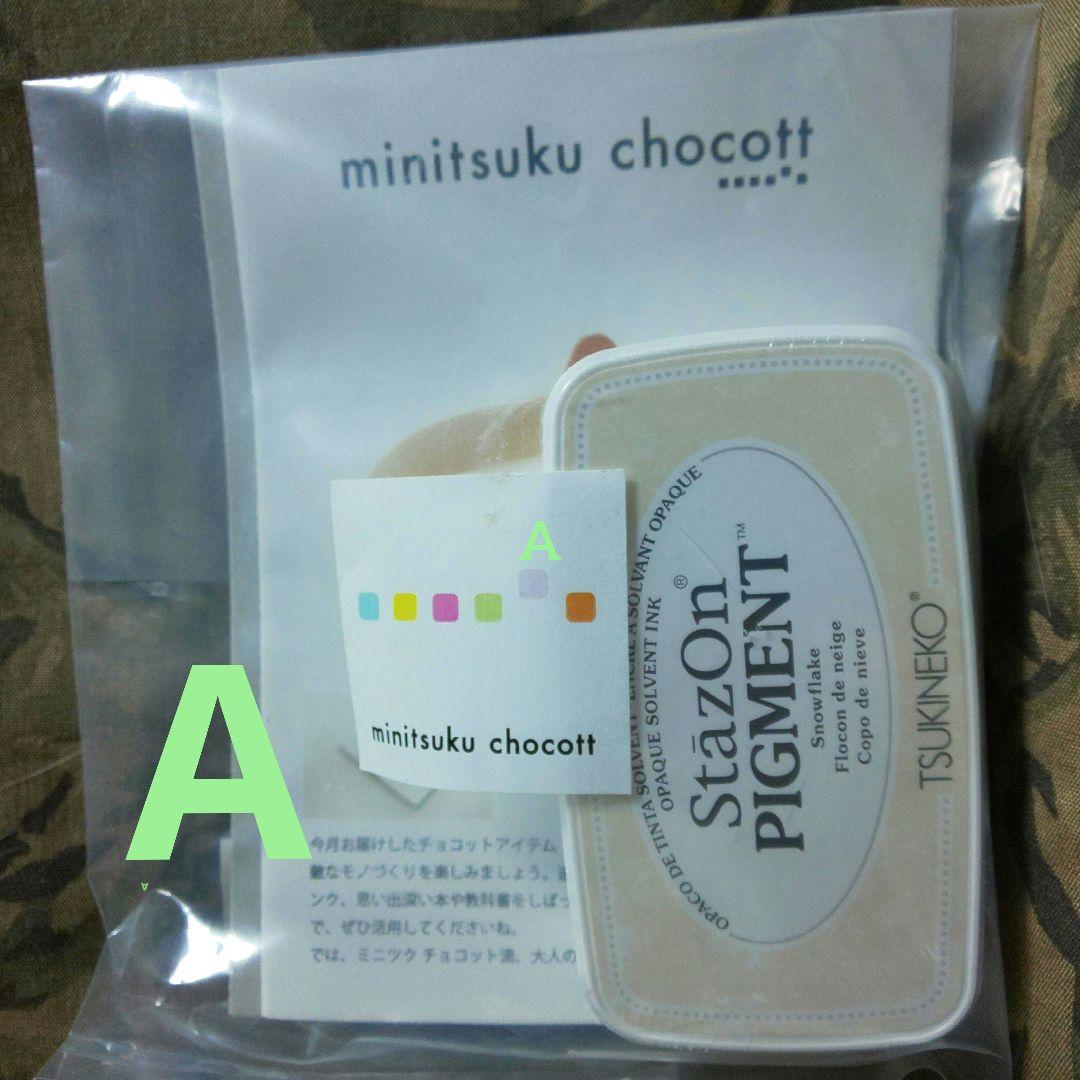 minitsuku chocott
A
minitsuku chocott
A
A
今月お届けしたチョコットアイテム
敵なモノづくりを楽しみましょう。
ンク。思い出深い本や教科書をしばっ
で、ぜひ活用してくださいね。
では、ミニツク チョコット流、大人の
OPACO DE TINTA SOLVENT ENCRE À SOLVANT OPAQUE
OPAQUE SOLVENT INK
StāzOn®
PIGMENT™
Snowflake
Flocon de neige
Copo de nieve
TSUKINEKO®